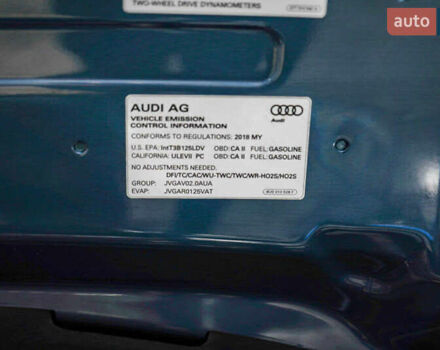 TWO-WHEEL DRIVE DYNAMOMETERS
auto
AUDI AG
Audi
VEHICLE EMISSION
CONTROL INFORMATION
CONFORMS TO REGULATIONS: 2018 MY
U.S. EPA: IntT3B125LDV OBD: CA II FUEL: GASOLINE
CALIFORNIA: ULEVII PC OBD: CA II FUEL: GASOLINE
NO ADJUSTMENTS NEEDED.
DFI/TC/CAC/WU-TWC/TWC/WR-HO2S/HO2S
GROUP: JVGAV02.0AUA
EVAP: JVGAR0125VAT